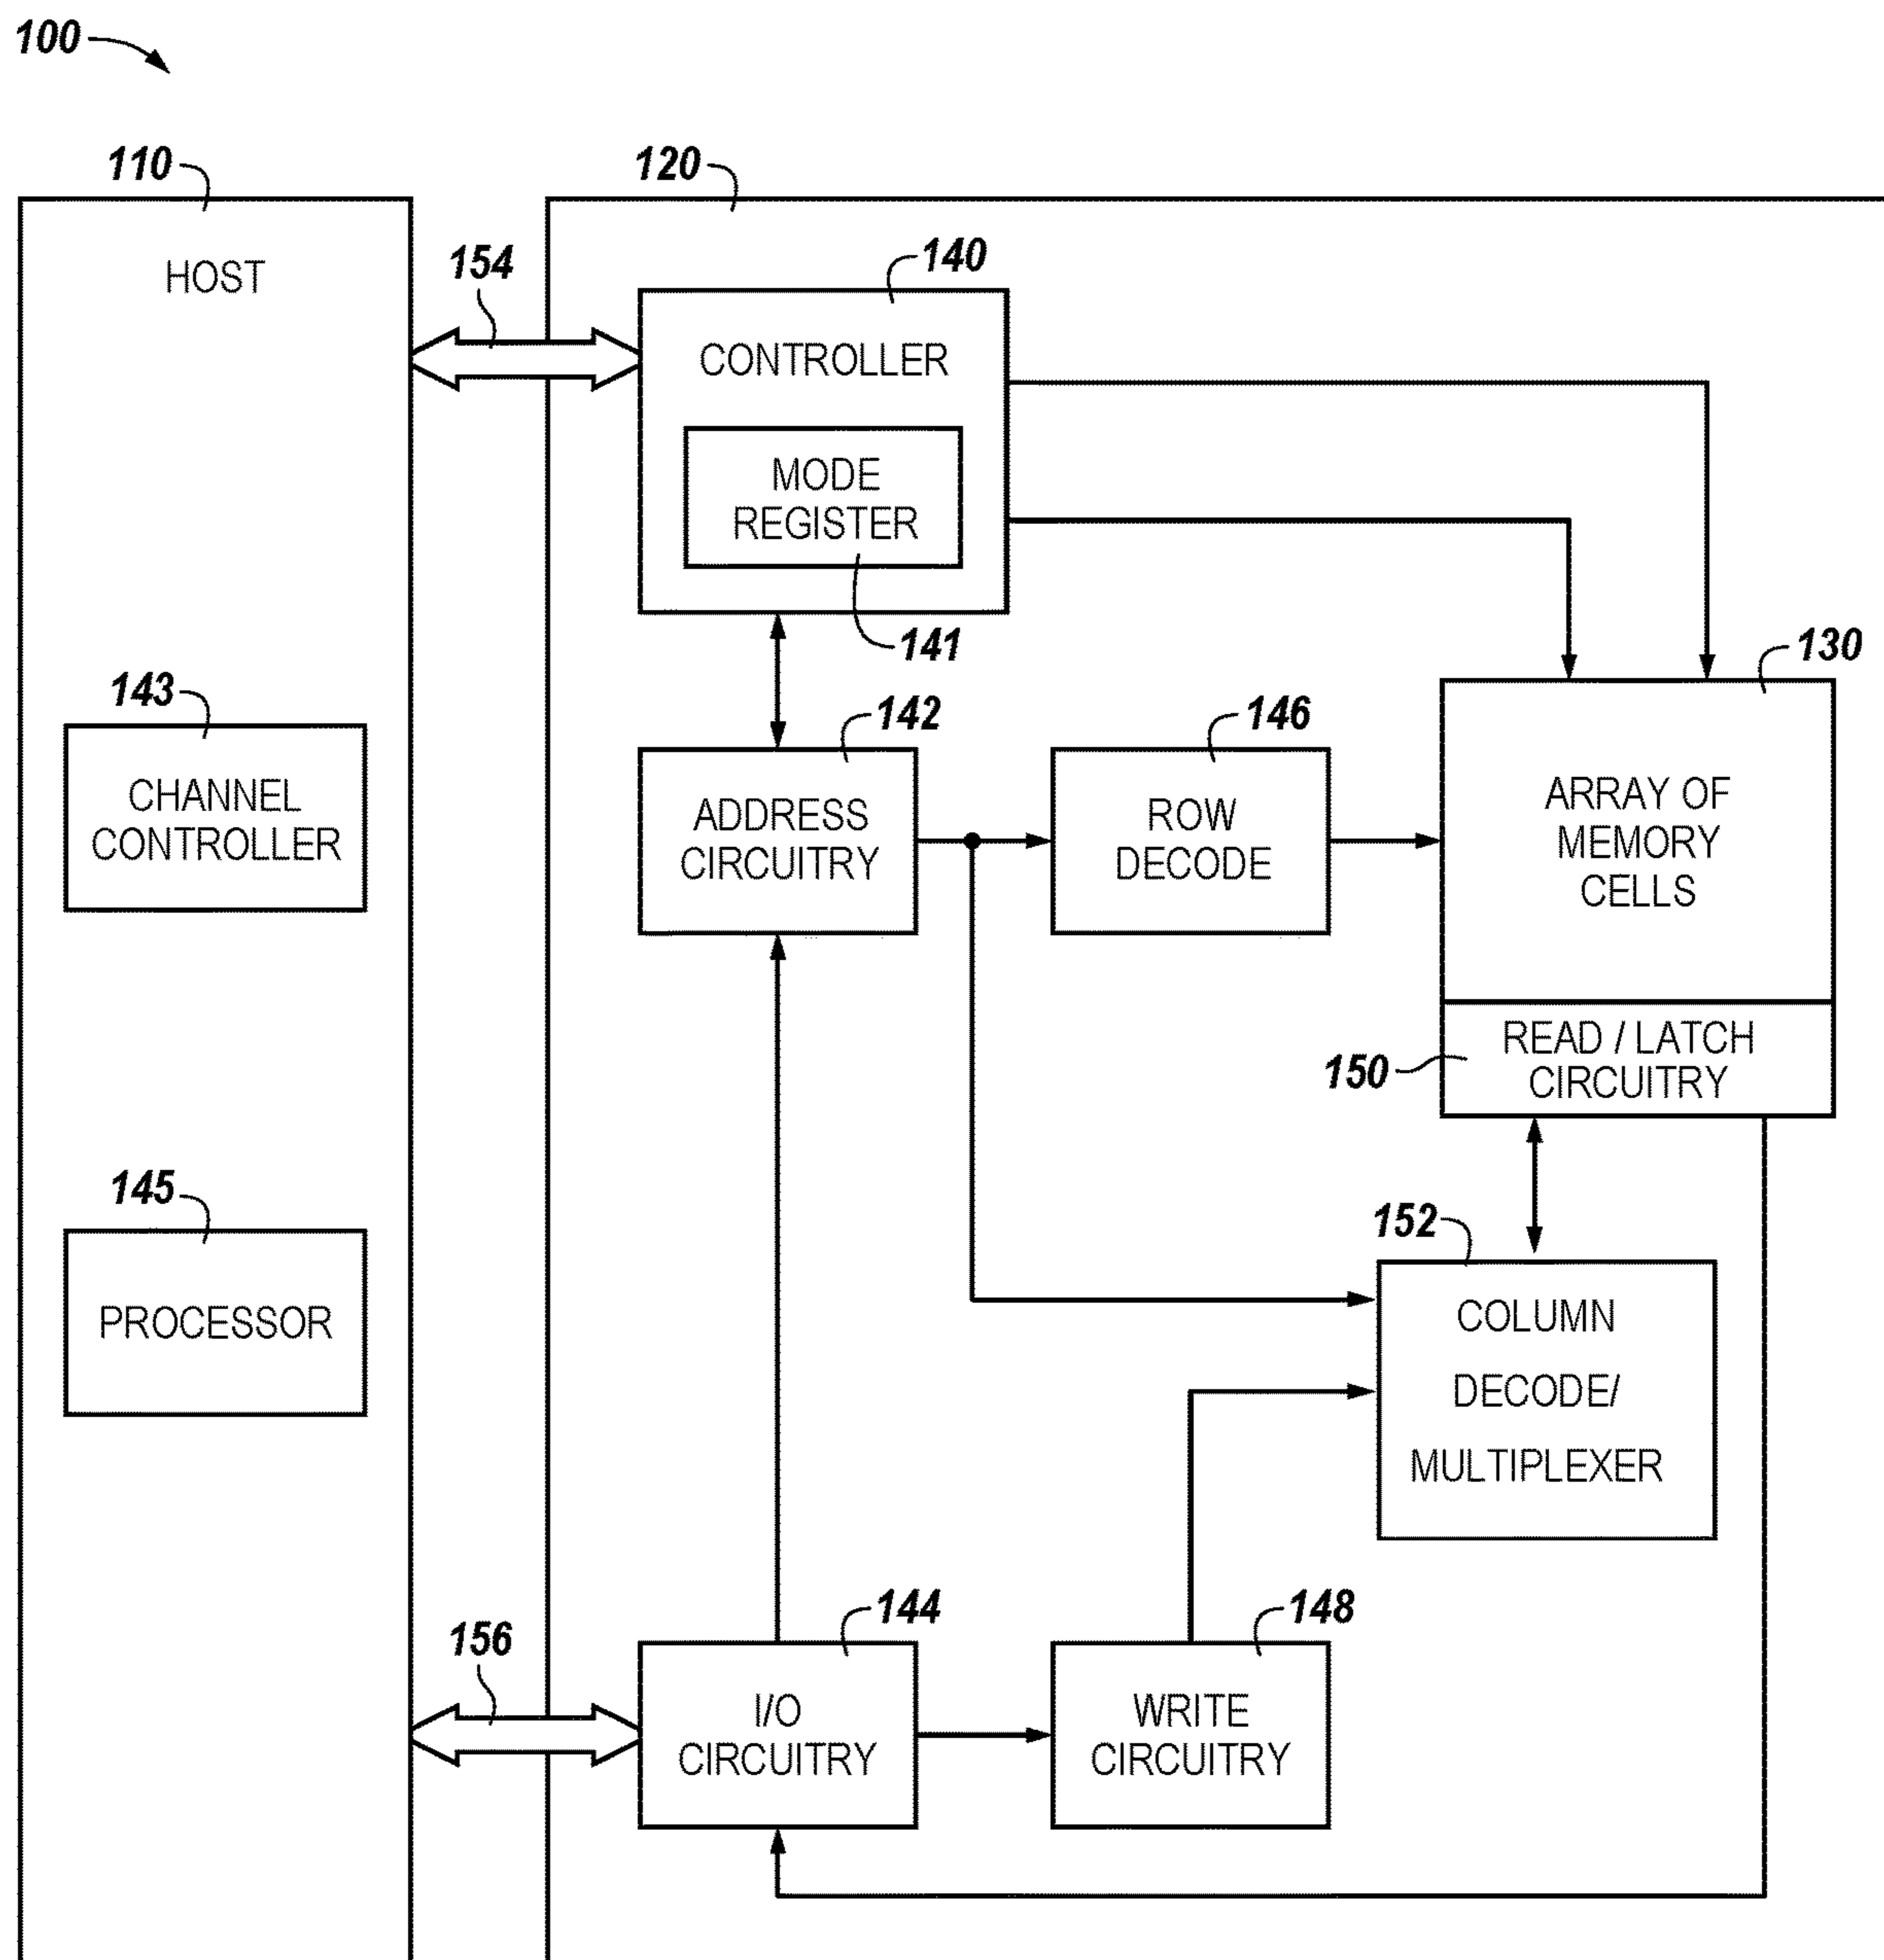 100
110
120
HOST
154
140
CONTROLLER
MODE
REGISTER
141
130
143
142
146
CHANNEL
CONTROLLER
ADDRESS
CIRCUITRY
ROW
DECODE
ARRAY OF
MEMORY
CELLS
READ / LATCH
CIRCUITRY
150
145
152
PROCESSOR
COLUMN
DECODE/
MULTIPLEXER
144
148
156
I/O
CIRCUITRY
WRITE
CIRCUITRY